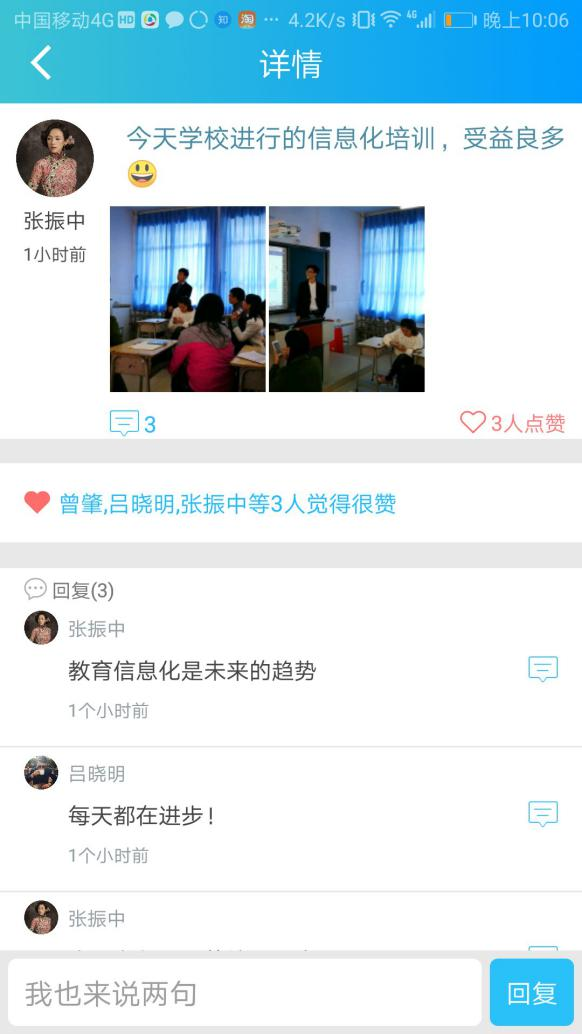 中国移动4G HD 知 淘 ··· 4.2K/s 4G 晚上10:06
详情
今天学校进行的信息化培训，受益良多
张振中
1小时前
3
3人点赞
曾肇,吕晓明,张振中等3人觉得很赞
回复(3)
张振中
教育信息化是未来的趋势
1个小时前
吕晓明
每天都在进步！
1个小时前
张振中
我也来说两句
回复